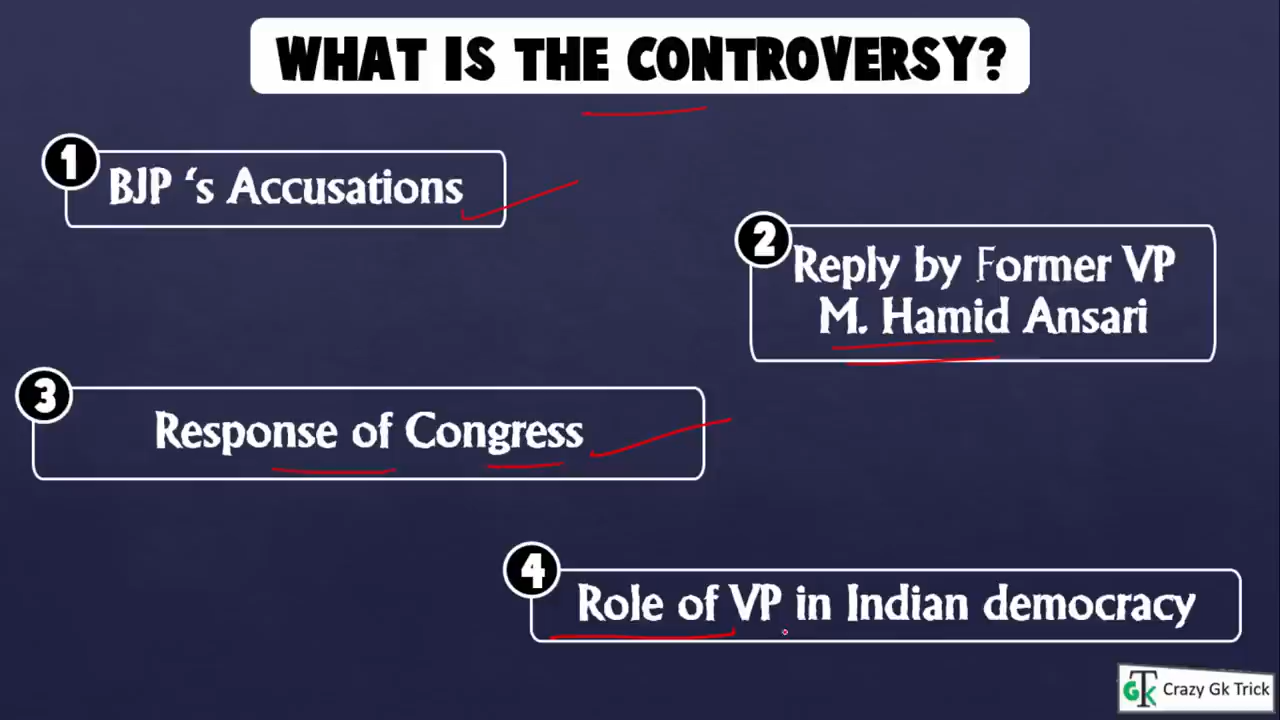 WHAT IS THE CONTROVERSY?
1
BJP ‘s Accusations
2
Reply by Former VP
M. Hamid Ansari
3
Response of Congress
4
Role of VP in Indian democracy
GTK Crazy Gk Trick